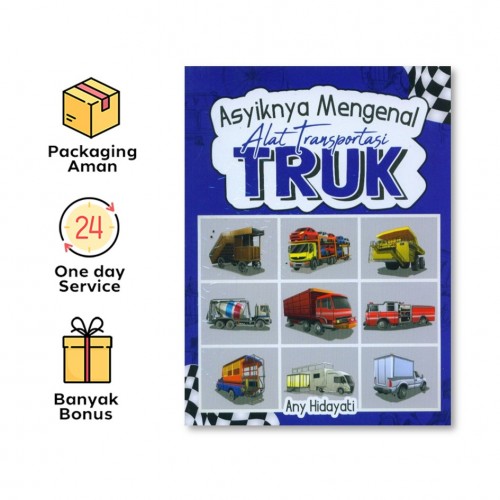 Packaging
Aman
24
One day
Service
Banyak
Bonus
Asyiknya Mengenal
Alat Transportasi
TRUK
Any Hidayati